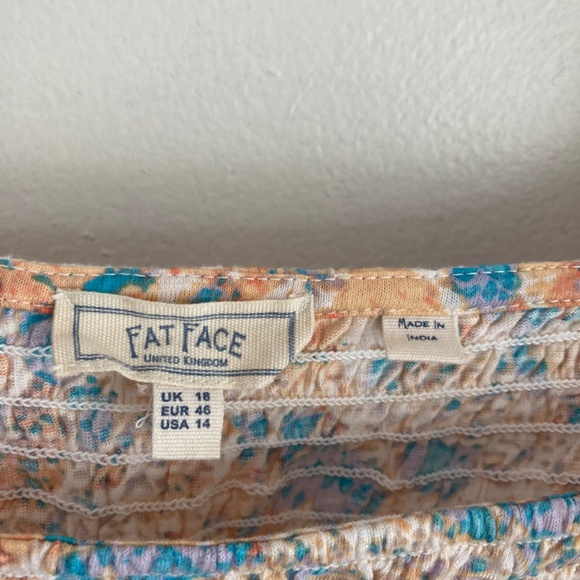 FAT FACE
UNITED KINGDOM
UK 18
EUR 46
USA 14
MADE IN
INDIA